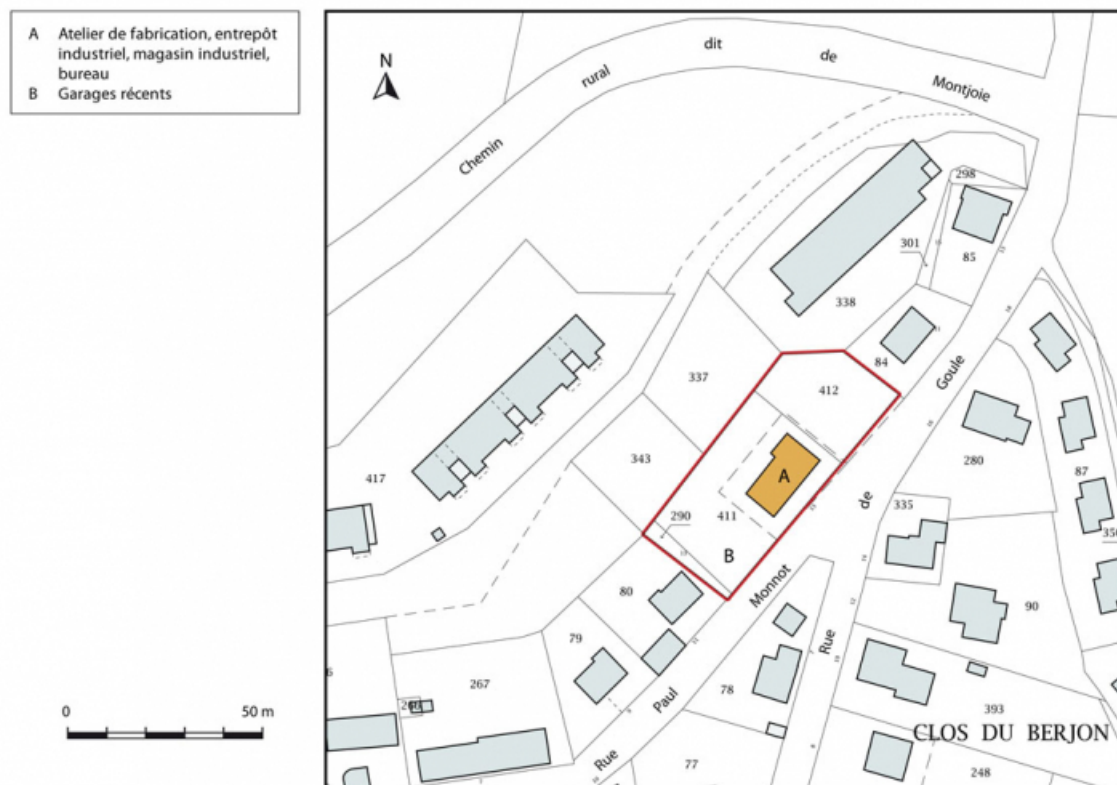 A Atelier de fabrication, entrepôt
industriel, magasin industriel,
bureau
B Garages récents
N
Chemin rural dit de Montjoie
298
301
85
338
84
337
412
Rue de Goule
343
A
280
87
417
290
411
335
B
80
Rue Paul Monnot
90
79
267
78
393
CLOS DU BERJON
77
248
0 50 m